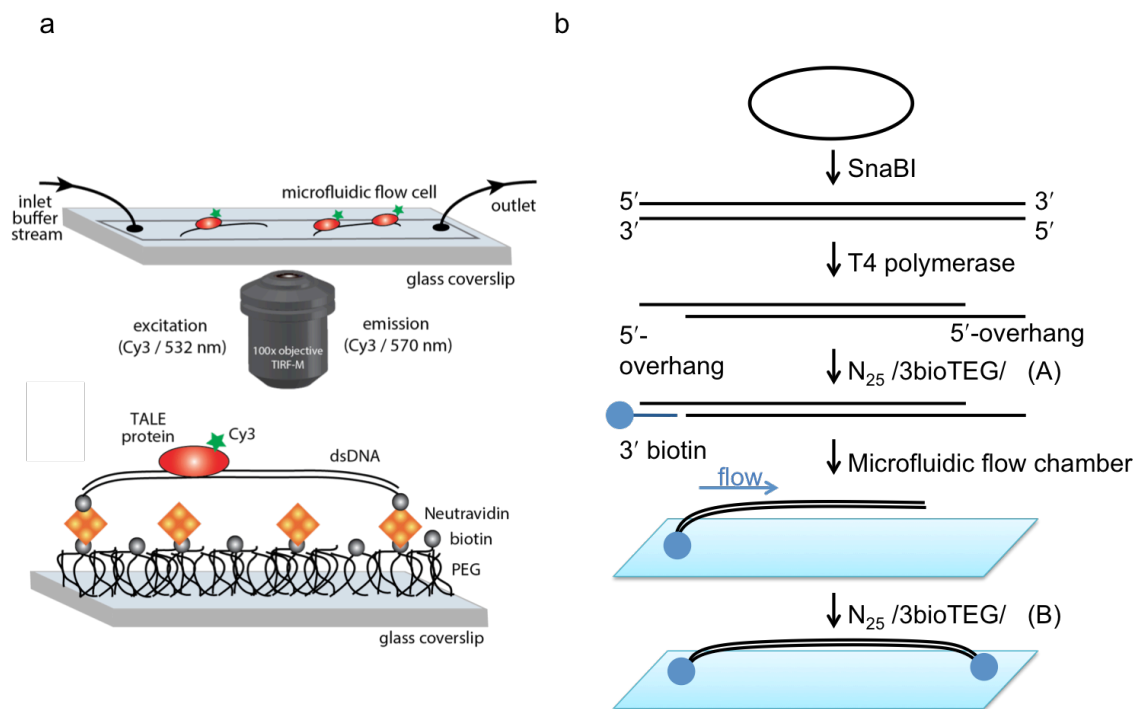 a
inlet
buffer
stream
microfluidic flow cell
outlet
glass coverslip
excitation
(Cy3 / 532 nm)
100x objective
TIRF-M
emission
(Cy3 / 570 nm)
TALE
protein
Cy3
dsDNA
Neutravidin
biotin
PEG
glass coverslip
b
SnaBI
5′ 3′
3′ 5′
T4 polymerase
5′-
overhang
5′-overhang
N25 /3bioTEG/ (A)
3′ biotin
Microfluidic flow chamber
flow
N25 /3bioTEG/ (B)